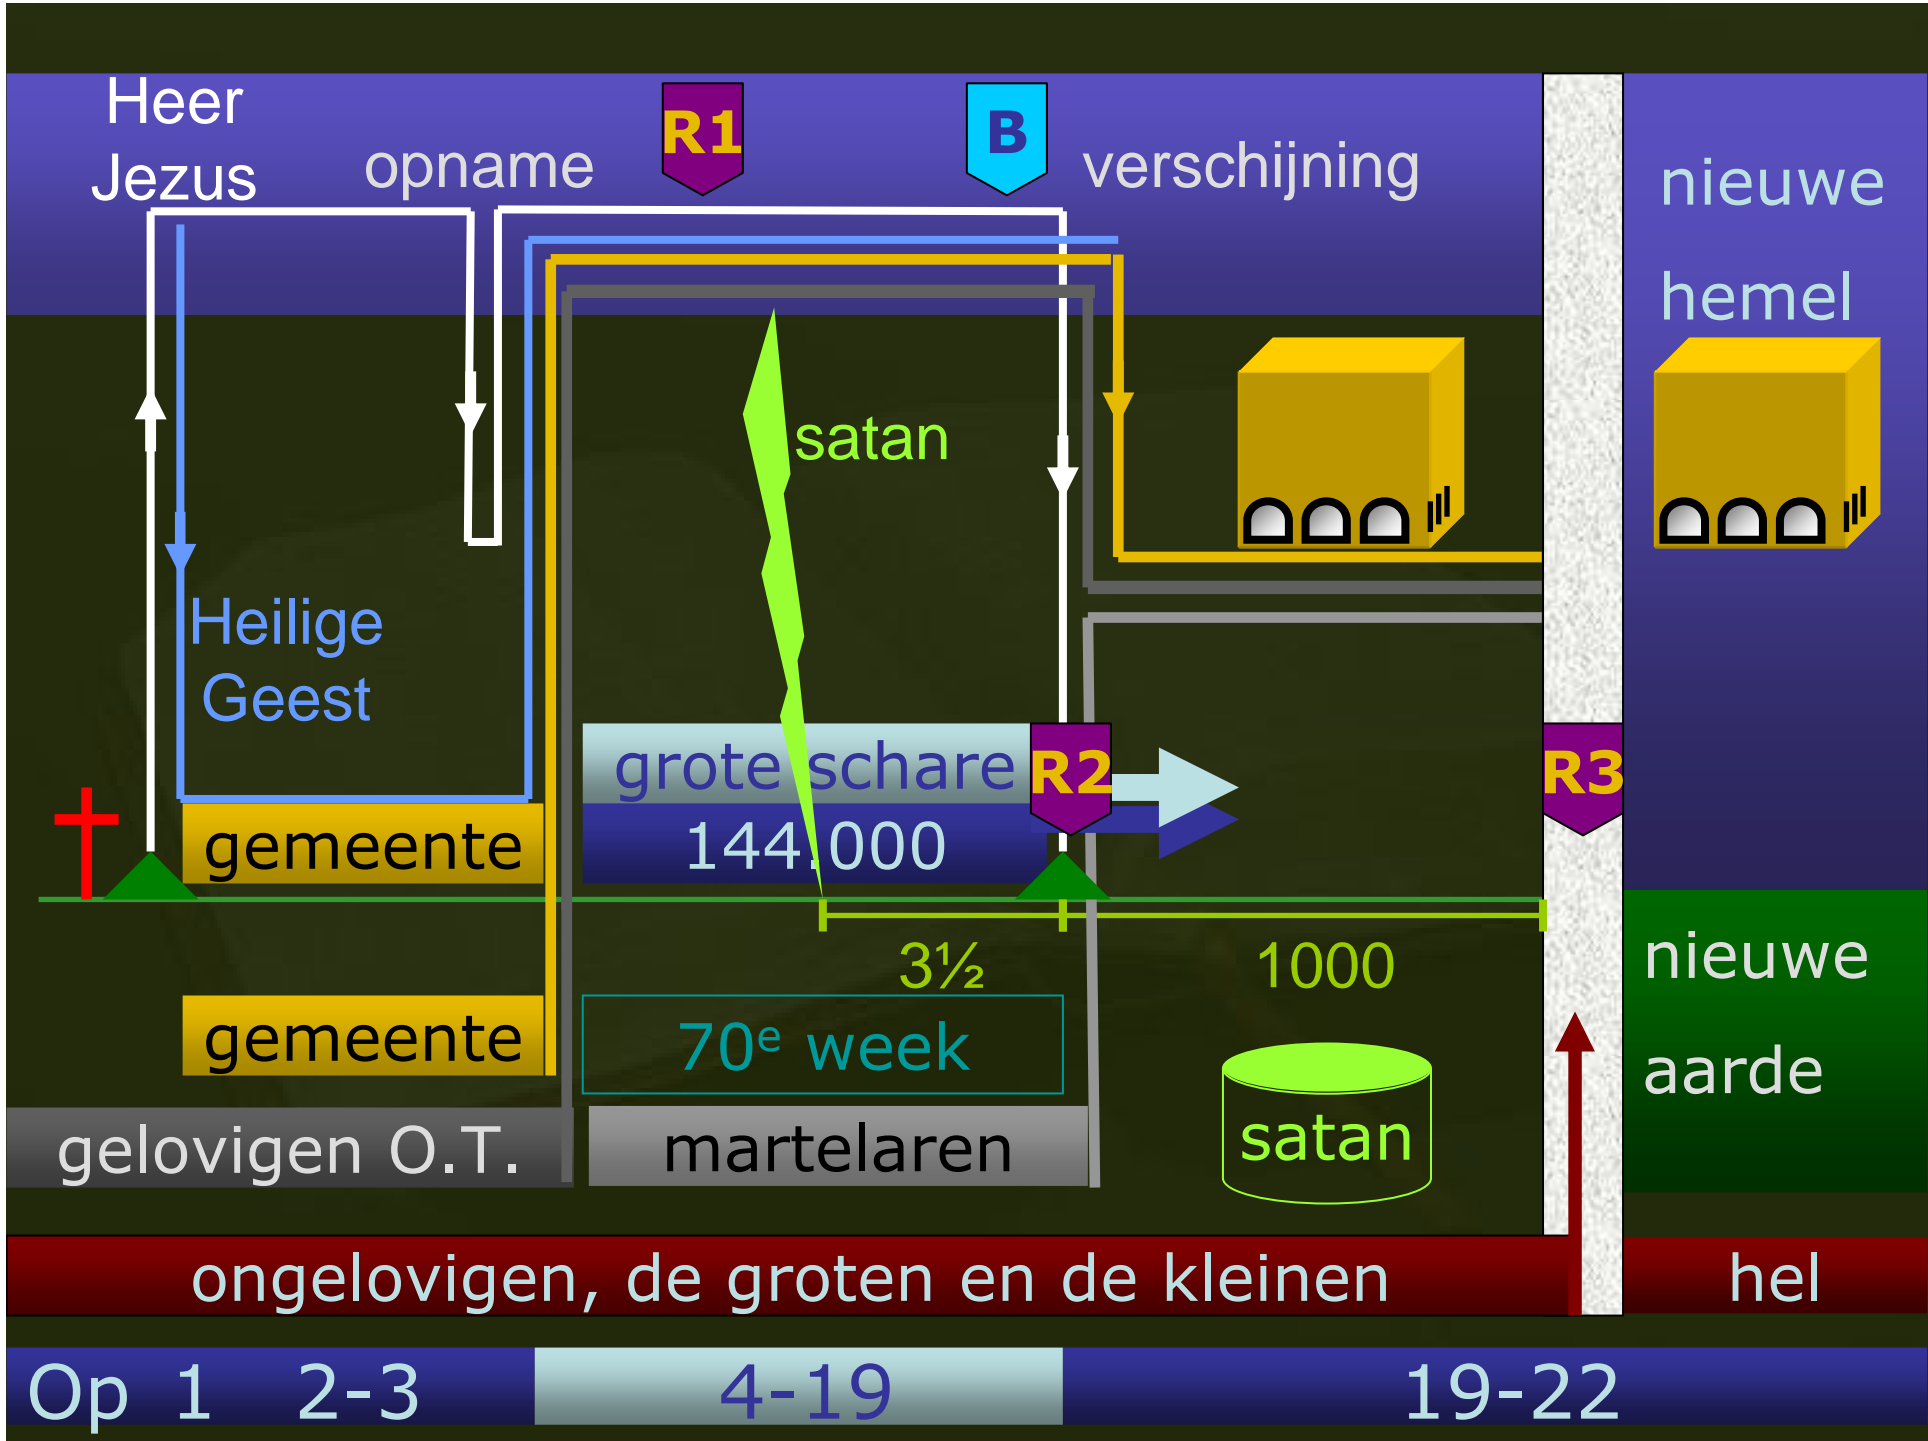 Heer
Jezus
opname
R1
B
verschijning
nieuwe
hemel
satan
Heilige
Geest
grote schare
R2
R3
gemeente
144.000
3½
1000
nieuwe
aarde
gemeente
70e week
gelovigen O.T.
martelaren
satan
ongelovigen, de groten en de kleinen
hel
Op 1 2-3 4-19 19-22